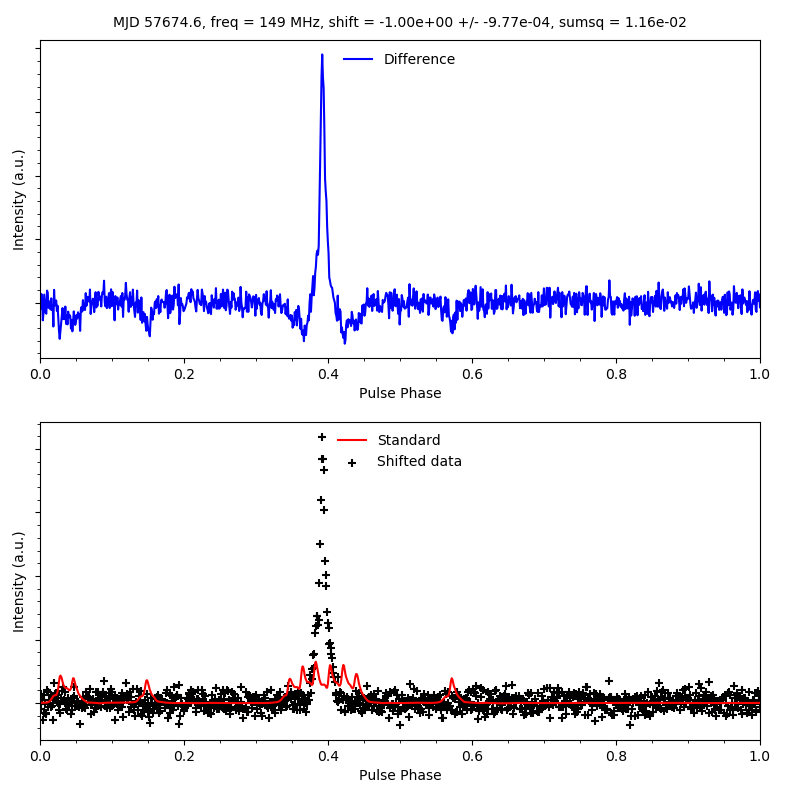 MJD 57674.6, freq = 149 MHz, shift = -1.00e+00 +/- -9.77e-04, sumsq = 1.16e-02
Difference
Intensity (a.u.)
0.0 0.2 0.4 0.6 0.8 1.0
Pulse Phase
Standard
Shifted data
Intensity (a.u.)
0.0 0.2 0.4 0.6 0.8 1.0
Pulse Phase